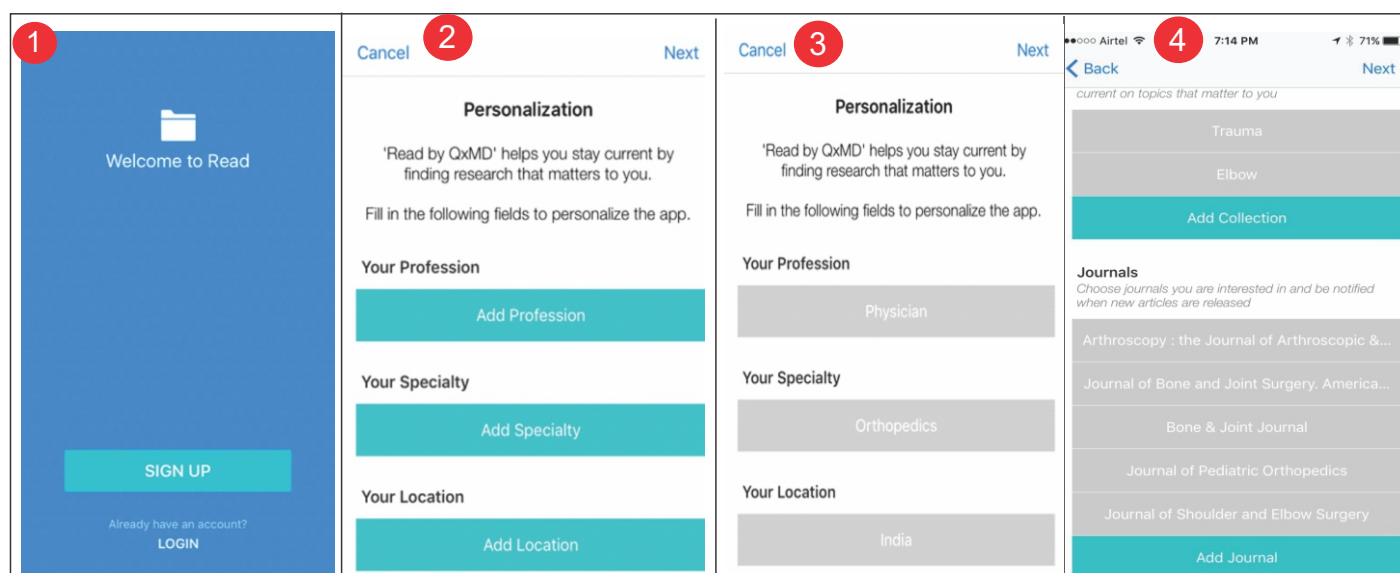 1
Welcome to Read
SIGN UP
Already have an account?
LOGIN
2
Cancel
Next
Personalization
'Read by QxMD' helps you stay current by
finding research that matters to you.
Fill in the following fields to personalize the app.
Your Profession
Add Profession
Your Specialty
Add Specialty
Your Location
Add Location
3
Cancel
Next
Personalization
'Read by QxMD' helps you stay current by
finding research that matters to you.
Fill in the following fields to personalize the app.
Your Profession
Physician
Your Specialty
Orthopedics
Your Location
India
4
Airtel 7:14 PM 71%
Back
Next
current on topics that matter to you
Trauma
Elbow
Add Collection
Journals
Choose journals you are interested in and be notified
when new articles are released
Arthroscopy : the Journal of Arthroscopic &...
Journal of Bone and Joint Surgery. America...
Bone & Joint Journal
Journal of Pediatric Orthopedics
Journal of Shoulder and Elbow Surgery
Add Journal